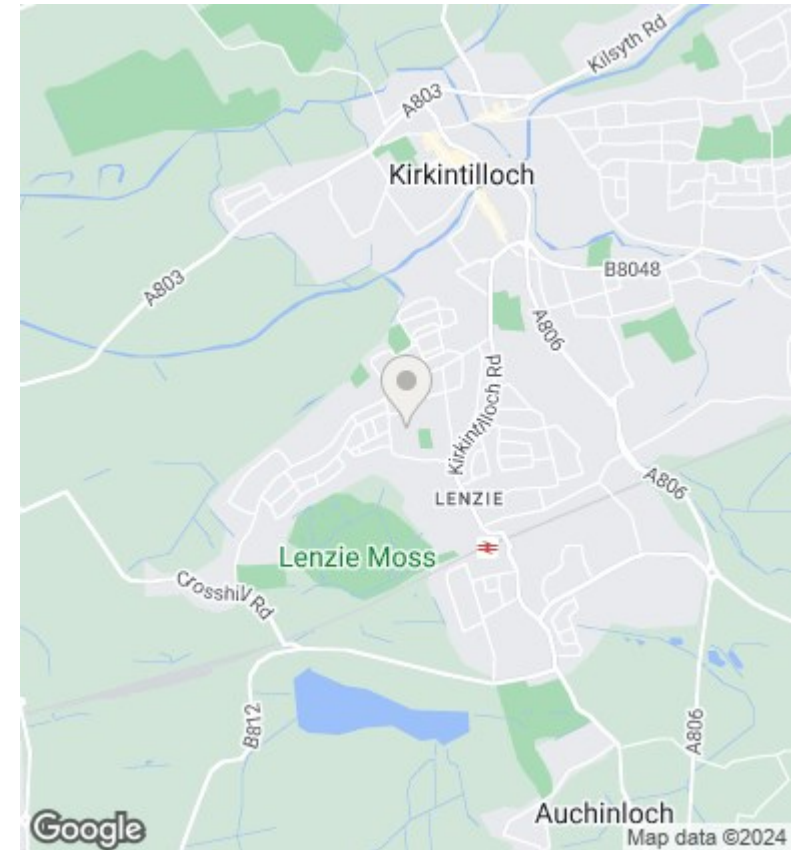 Kilsyth Rd
A803
Kirkintilloch
B8048
A803
A806
Kirkintilloch Rd
A806
LENZIE
Lenzie Moss
Crosshill Rd
B812
A806
Auchinloch
Google
Map data ©2024